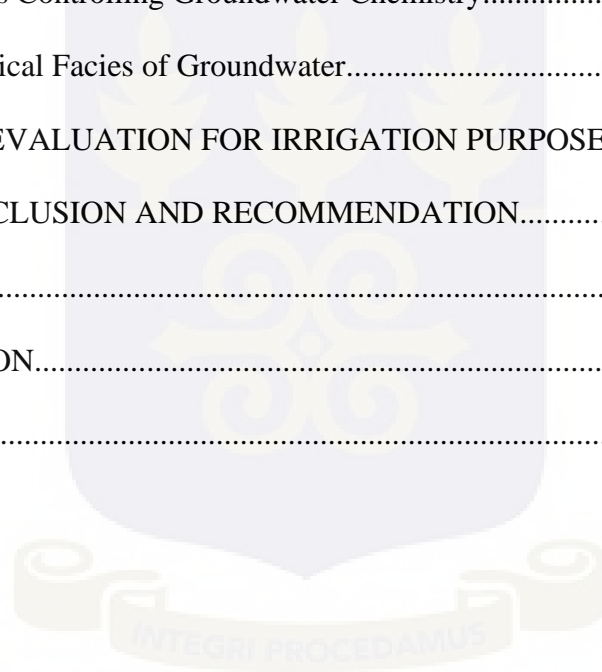 s Controlling Groundwater Chemistry..................
ical Facies of Groundwater...................................
EVALUATION FOR IRRIGATION PURPOSE
CLUSION AND RECOMMENDATION..........
...............................................................................
ON...........................................................................
................................................................................
INTEGRI PROCEDAMUS